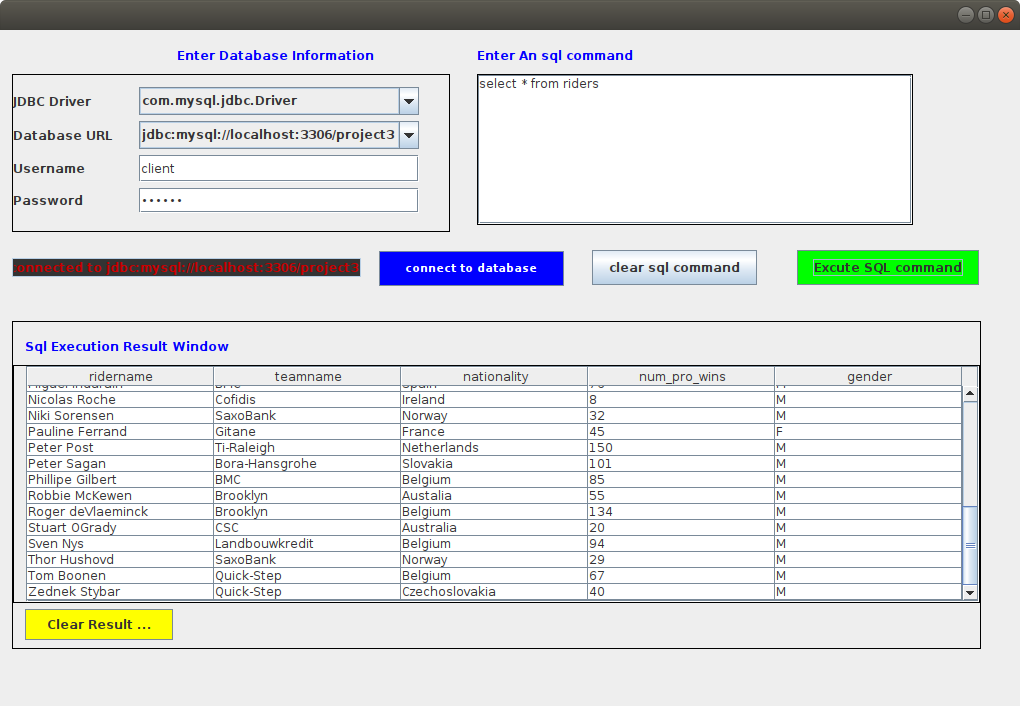 Enter Database Information
Enter An sql command
JDBC Driver
com.mysql.jdbc.Driver
Database URL
jdbc:mysql://localhost:3306/project3
Username
client
Password
••••••
select * from riders
onnected to jdbc:mysql://localhost:3306/project3
connect to database
clear sql command
Excute SQL command
Sql Execution Result Window
ridername teamname nationality num_pro_wins gender
Nicolas Roche Cofidis Ireland 8 M
Niki Sorensen SaxoBank Norway 32 M
Pauline Ferrand Gitane France 45 F
Peter Post Ti-Raleigh Netherlands 150 M
Peter Sagan Bora-Hansgrohe Slovakia 101 M
Phillipe Gilbert BMC Belgium 85 M
Robbie McKewen Brooklyn Austalia 55 M
Roger deVlaeminck Brooklyn Belgium 134 M
Stuart OGrady CSC Australia 20 M
Sven Nys Landbouwkredit Belgium 94 M
Thor Hushovd SaxoBank Norway 29 M
Tom Boonen Quick-Step Belgium 67 M
Zednek Stybar Quick-Step Czechoslovakia 40 M
Clear Result ...